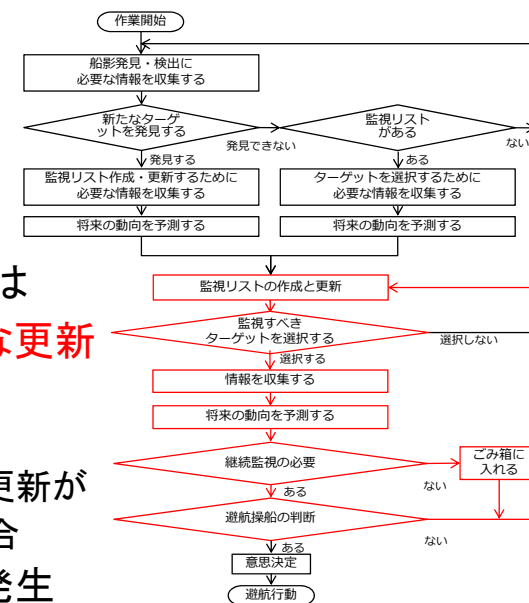 作業開始
船影発見・検出に
必要な情報を収集する
新たなターゲ
ットを発見する
発見できない
監視リスト
がある
ない
発見する
ある
監視リスト作成・更新するために
必要な情報を収集する
ターゲットを選択するために
必要な情報を収集する
将来の動向を予測する
将来の動向を予測する
は
監視リストの作成と更新
な更新
監視すべき
ターゲットを選択する
選択しない
選択する
情報を収集する
将来の動向を予測する
更新が
継続監視の必要
ごみ箱に
入れる
ない
ある
合
避航操船の判断
ない
ある
発生
意思決定
避航行動